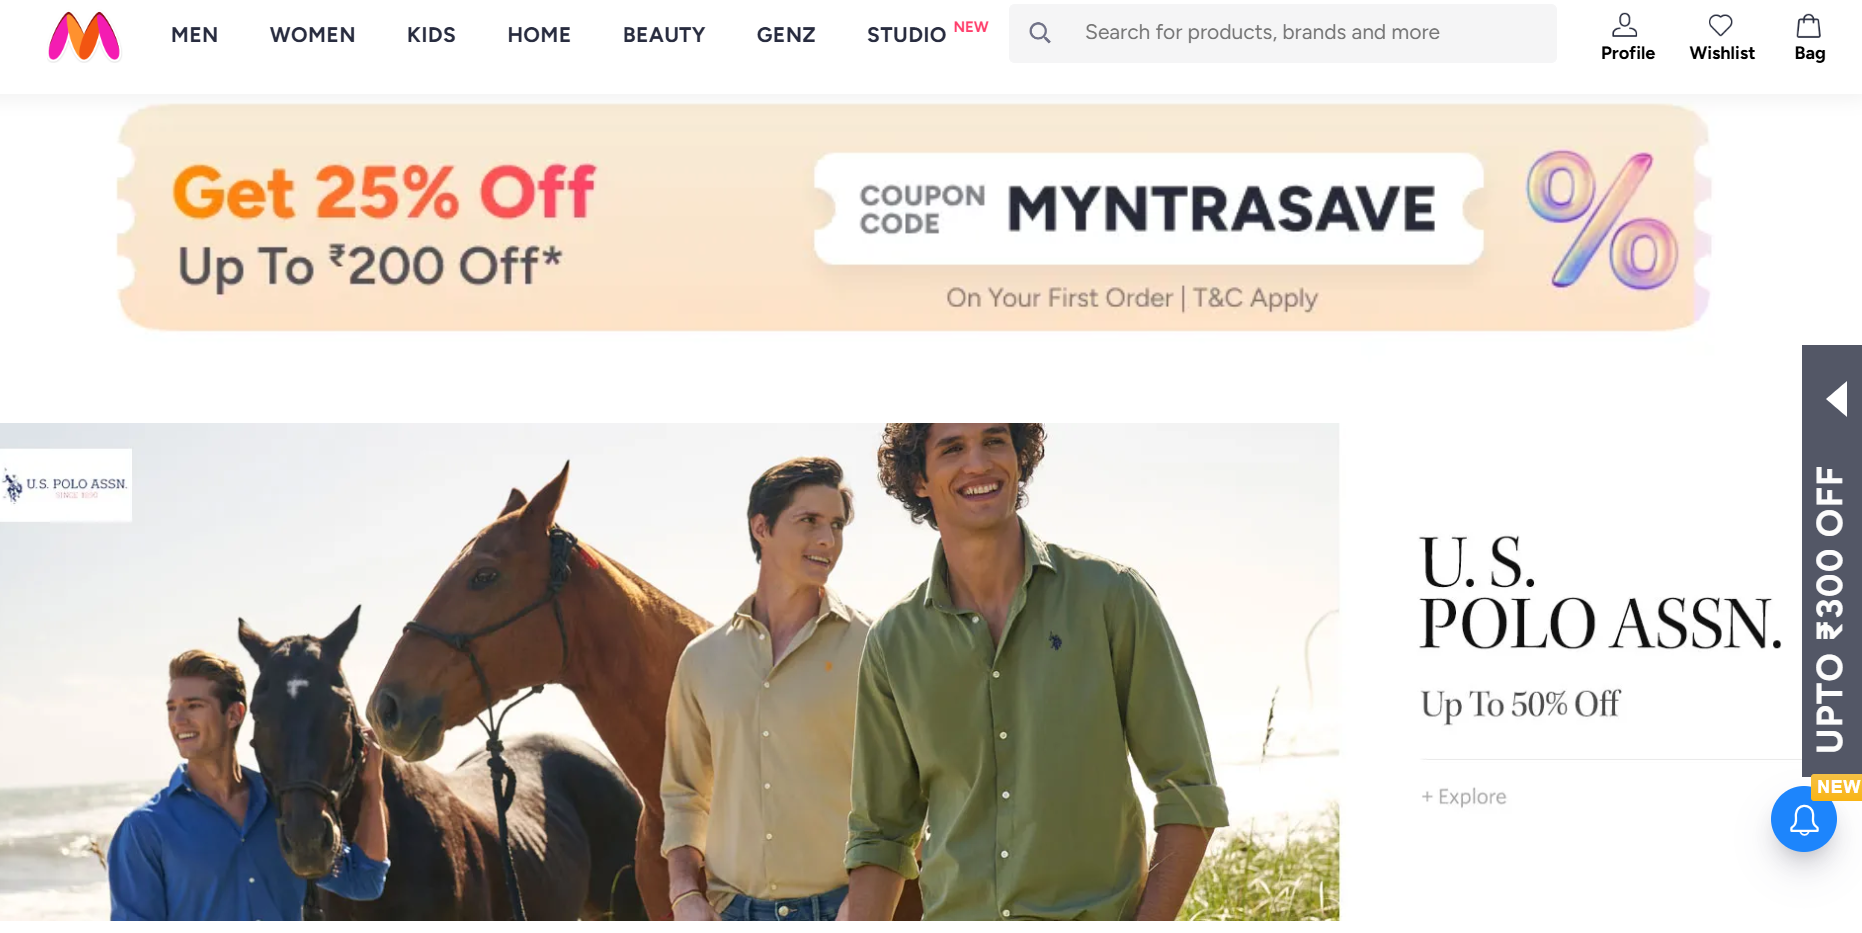 MEN
WOMEN
KIDS
HOME
BEAUTY
GENZ
STUDIO NEW
Search for products, brands and more
Profile
Wishlist
Bag
Get 25% Off
Up To ₹200 Off*
COUPON
CODE
MYNTRASAVE
%
On Your First Order | T&C Apply
U.S. POLO ASSN.
SINCE 1890
U. S.
POLO ASSN.
Up To 50% Off
+ Explore
UPTO ₹300 OFF
NEW